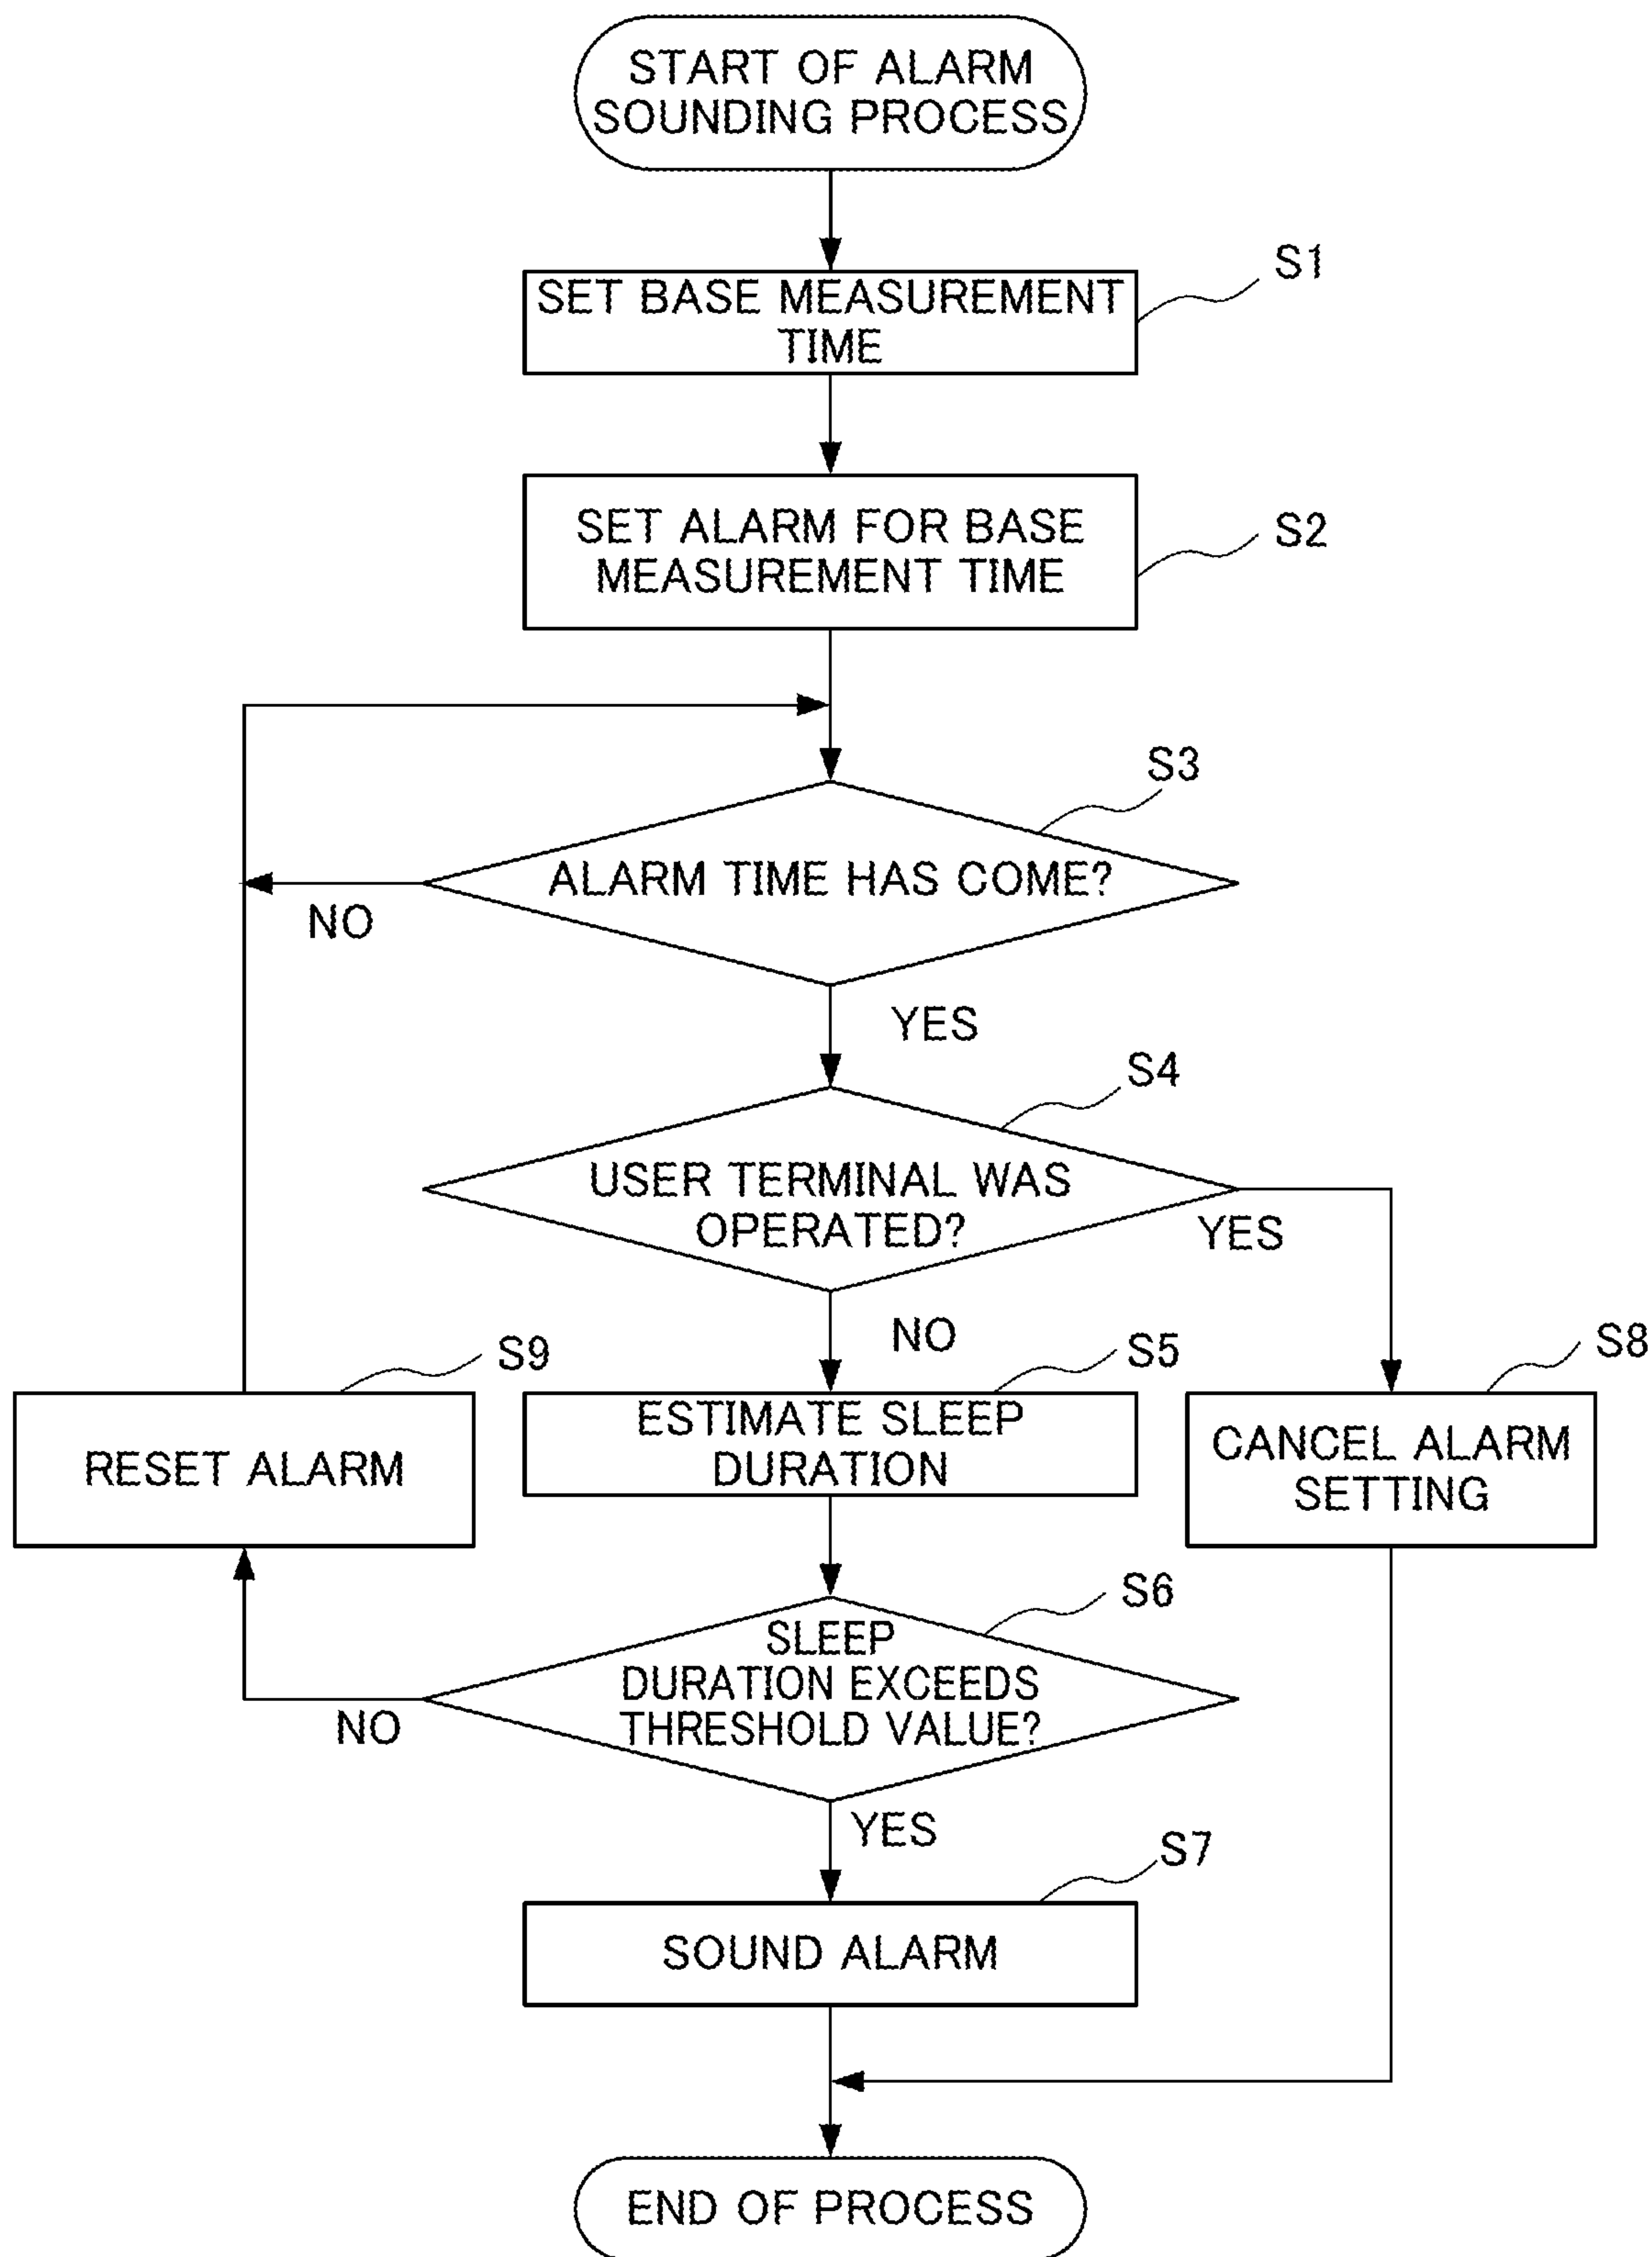 START OF ALARM
SOUNDING PROCESS
S1
SET BASE MEASUREMENT
TIME
S2
SET ALARM FOR BASE
MEASUREMENT TIME
S3
ALARM TIME HAS COME?
NO
YES
S4
USER TERMINAL WAS
OPERATED?
YES
NO
S9
S5
S8
RESET ALARM
ESTIMATE SLEEP
DURATION
CANCEL ALARM
SETTING
S6
SLEEP
DURATION EXCEEDS
THRESHOLD VALUE?
NO
YES
S7
SOUND ALARM
END OF PROCESS